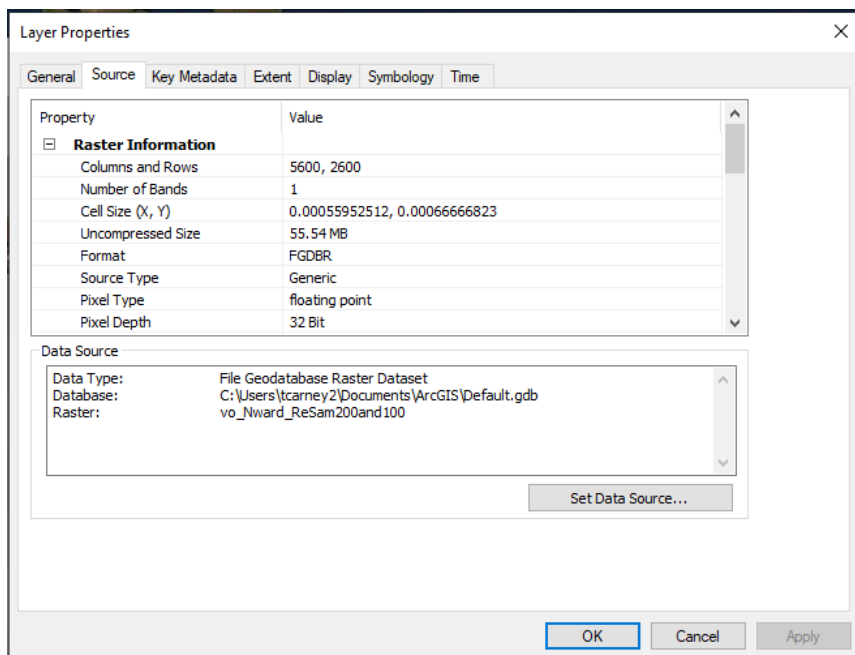 Layer Properties
General Source Key Metadata Extent Display Symbology Time
Property Value
Raster Information
Columns and Rows 5600, 2600
Number of Bands 1
Cell Size (X, Y) 0.00055952512, 0.00066666823
Uncompressed Size 55.54 MB
Format FGDBR
Source Type Generic
Pixel Type floating point
Pixel Depth 32 Bit
Data Source
Data Type: File Geodatabase Raster Dataset
Database: C:\Users\tcarney2\Documents\ArcGIS\Default.gdb
Raster: vo_Nward_ReSam200and100
Set Data Source...
OK Cancel Apply